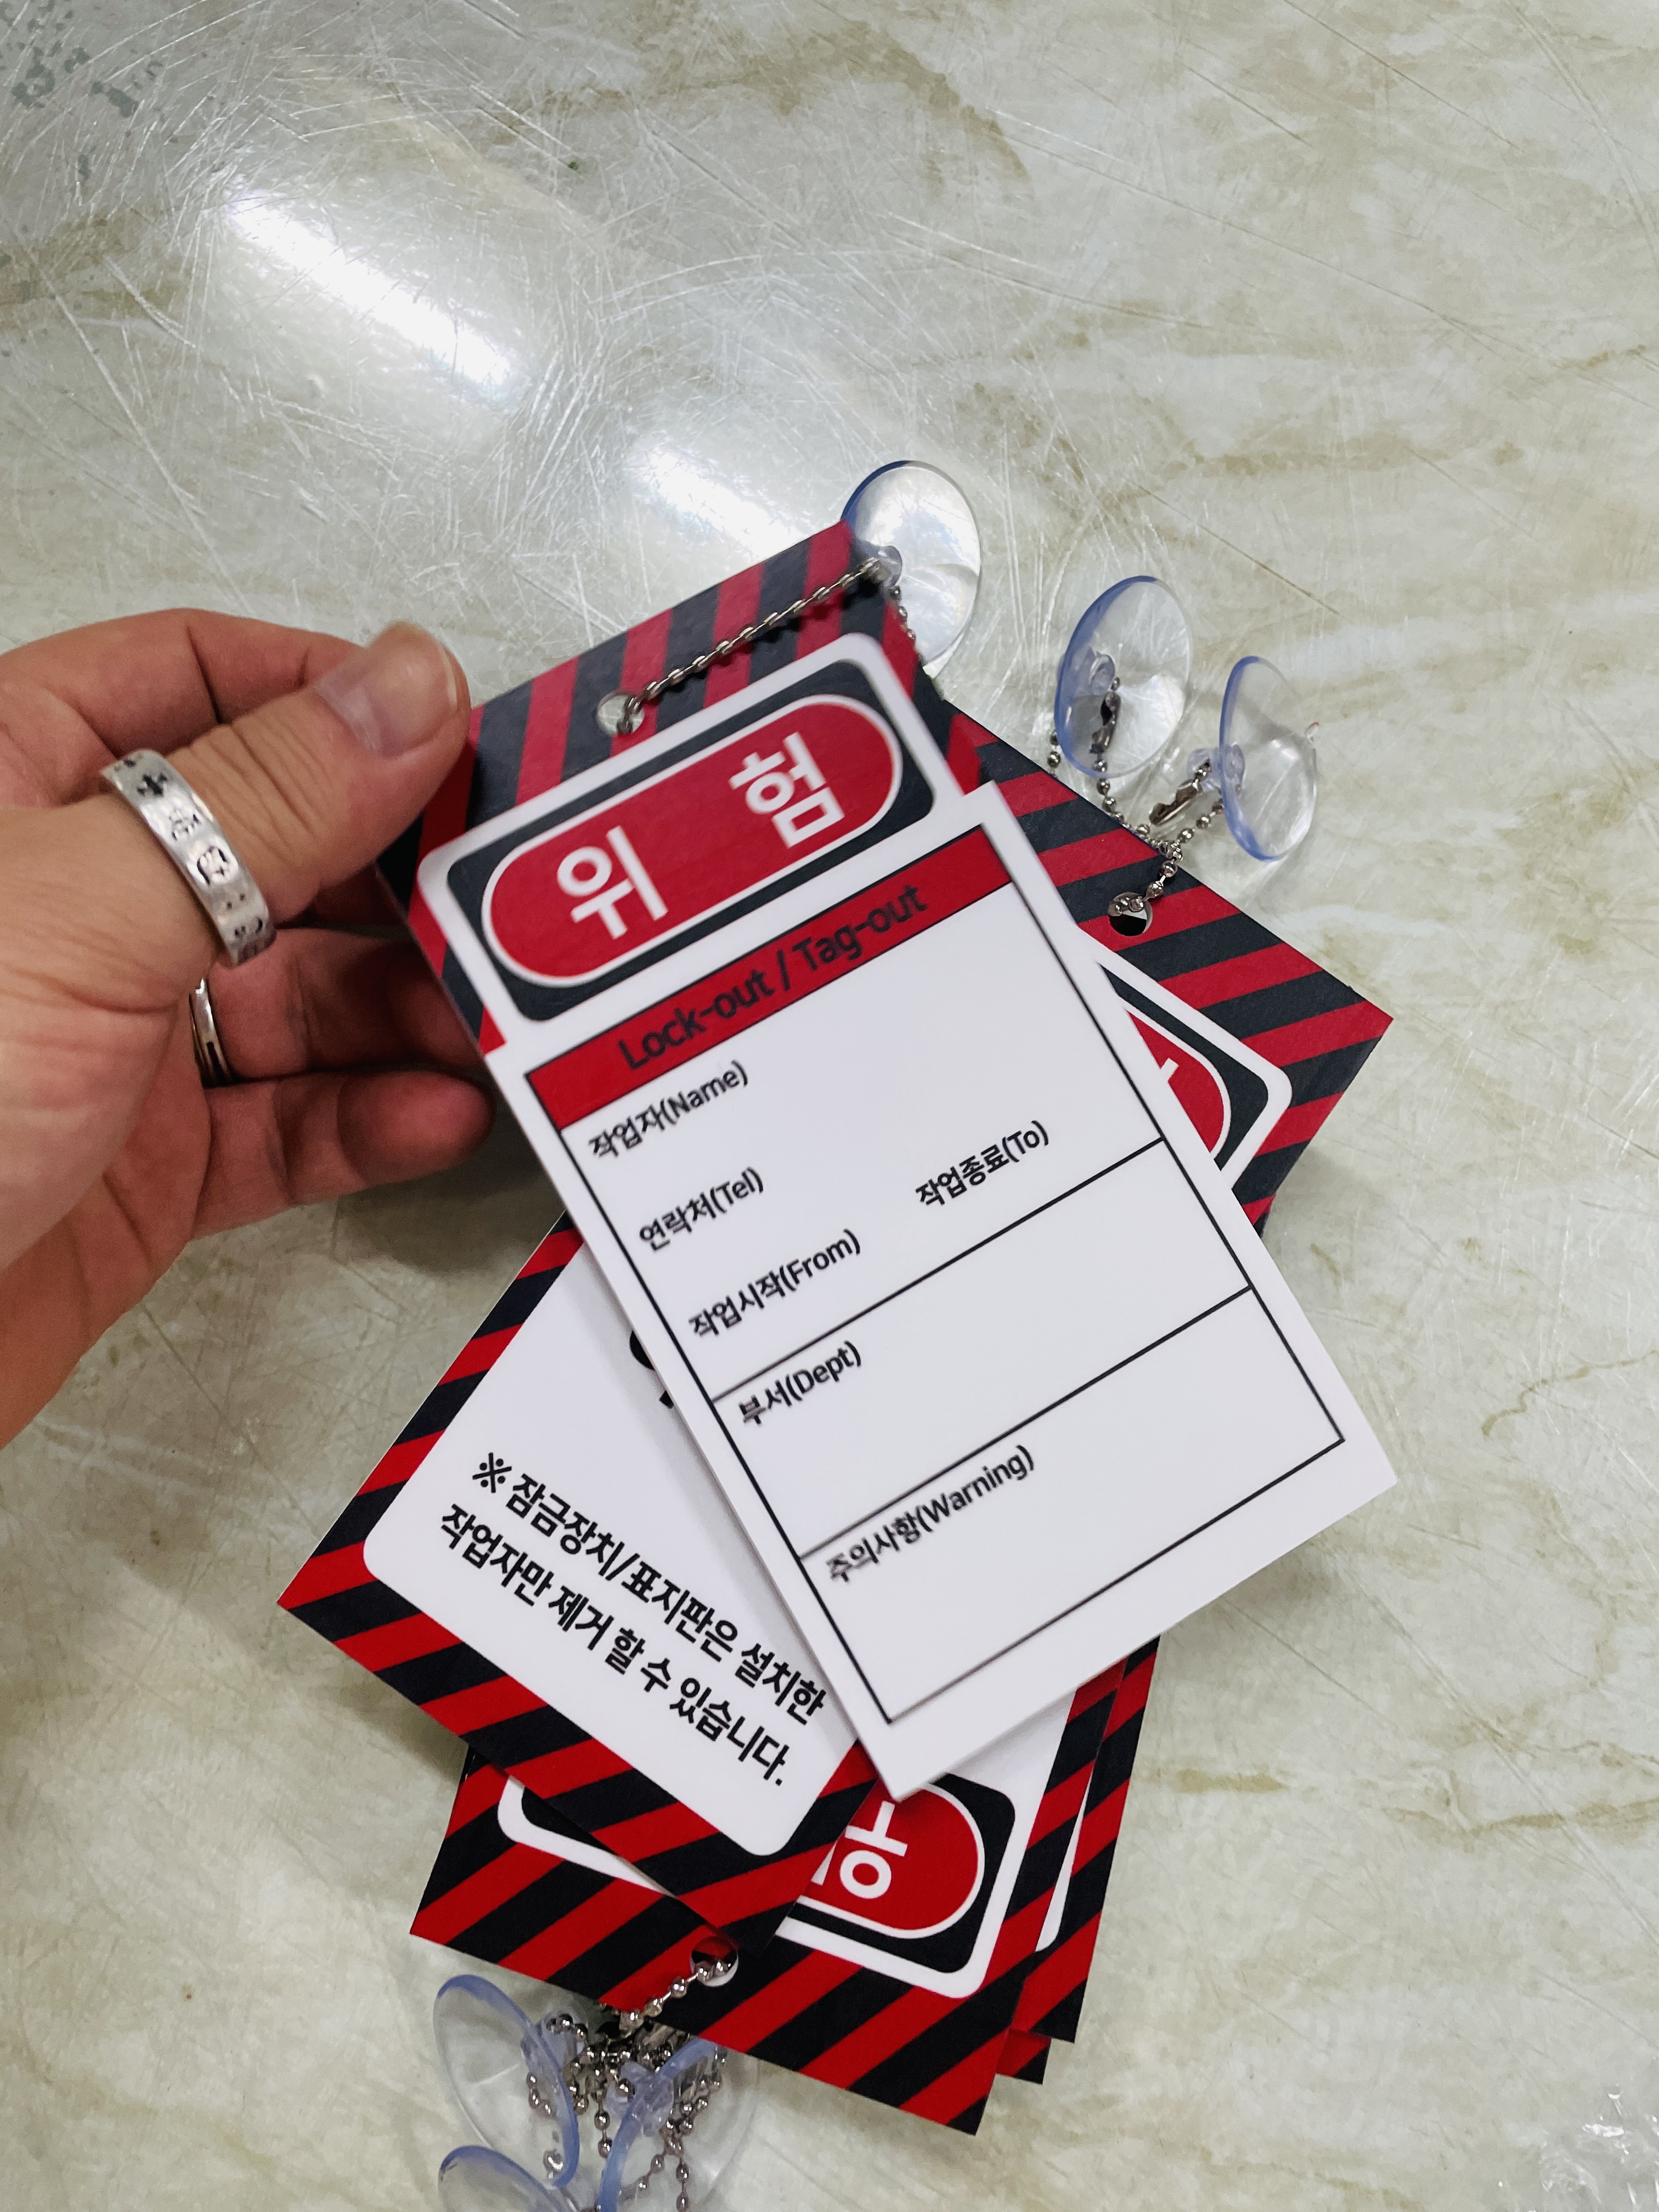 위 험
Lock-out / Tag-out
작업자(Name)
연락처(Tel)
작업시작(From) 작업종료(To)
부서(Dept)
주의사항(Warning)
※ 잠금장치/표지판은 설치한
작업자만 제거 할 수 있습니다.